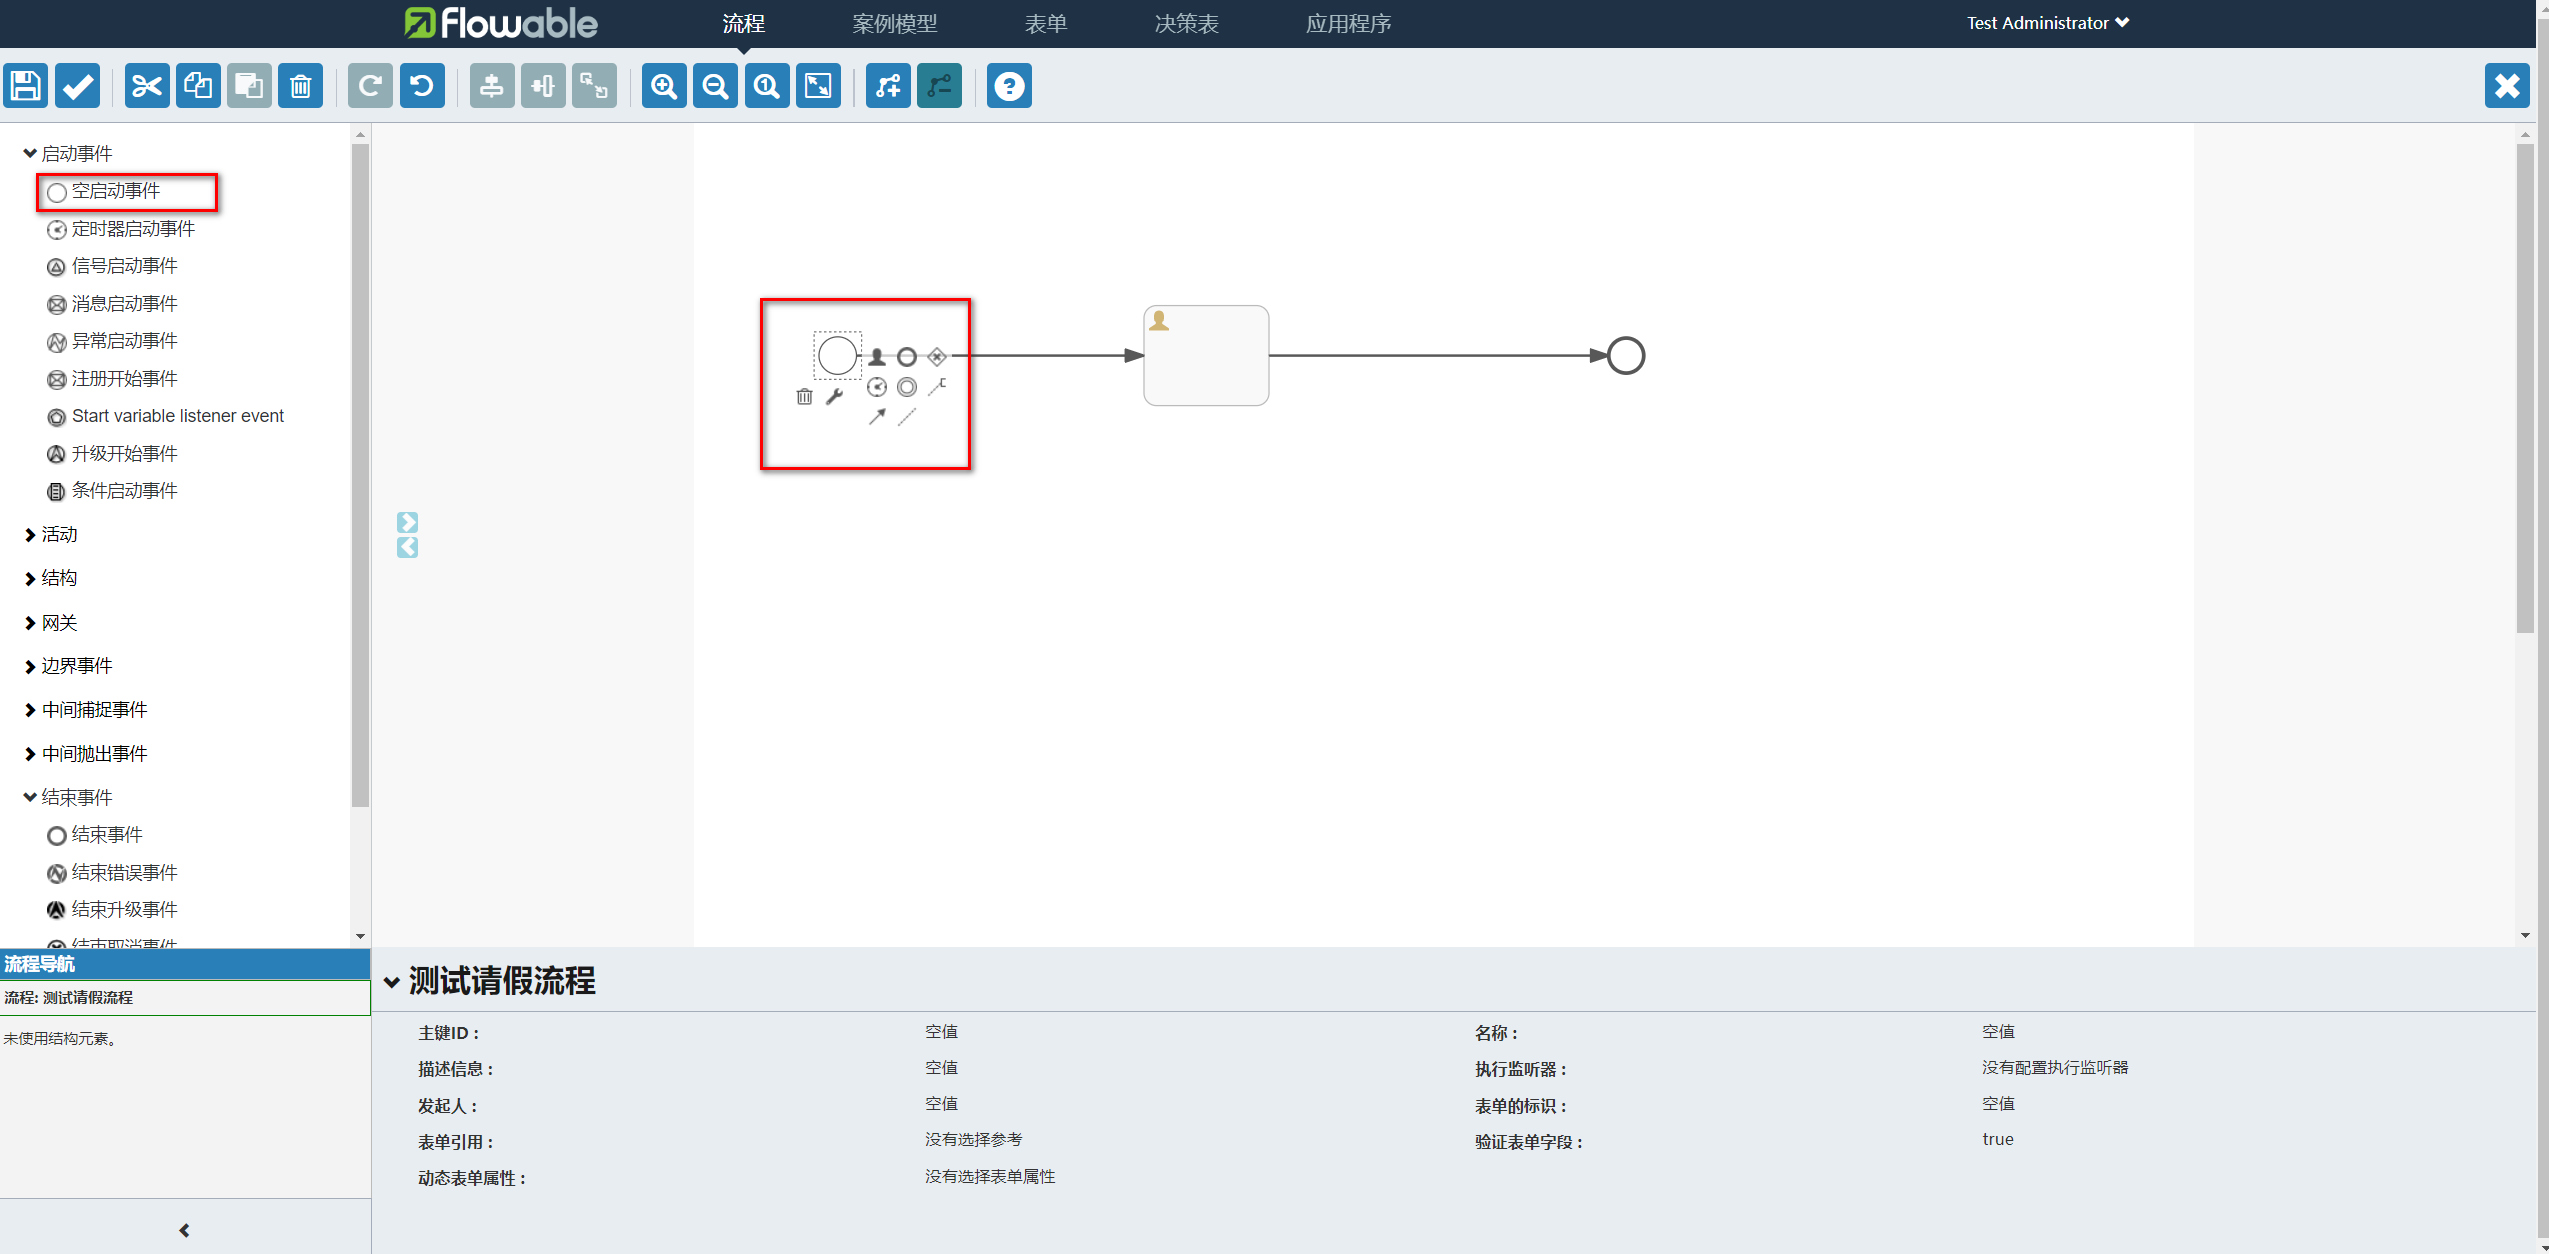 flowable
流程
案例模型
表单
决策表
应用程序
Test Administrator
启动事件
空启动事件
定时器启动事件
信号启动事件
消息启动事件
异常启动事件
注册开始事件
Start variable listener event
升级开始事件
条件启动事件
活动
结构
网关
边界事件
中间捕捉事件
中间抛出事件
结束事件
结束事件
结束错误事件
结束升级事件
结束取消事件
流程导航
流程: 测试请假流程
未使用结构元素。
测试请假流程
主键ID：
空值
名称：
空值
描述信息：
空值
执行监听器：
没有配置执行监听器
发起人：
空值
表单的标识：
空值
表单引用：
没有选择参考
验证表单字段：
true
动态表单属性：
没有选择表单属性